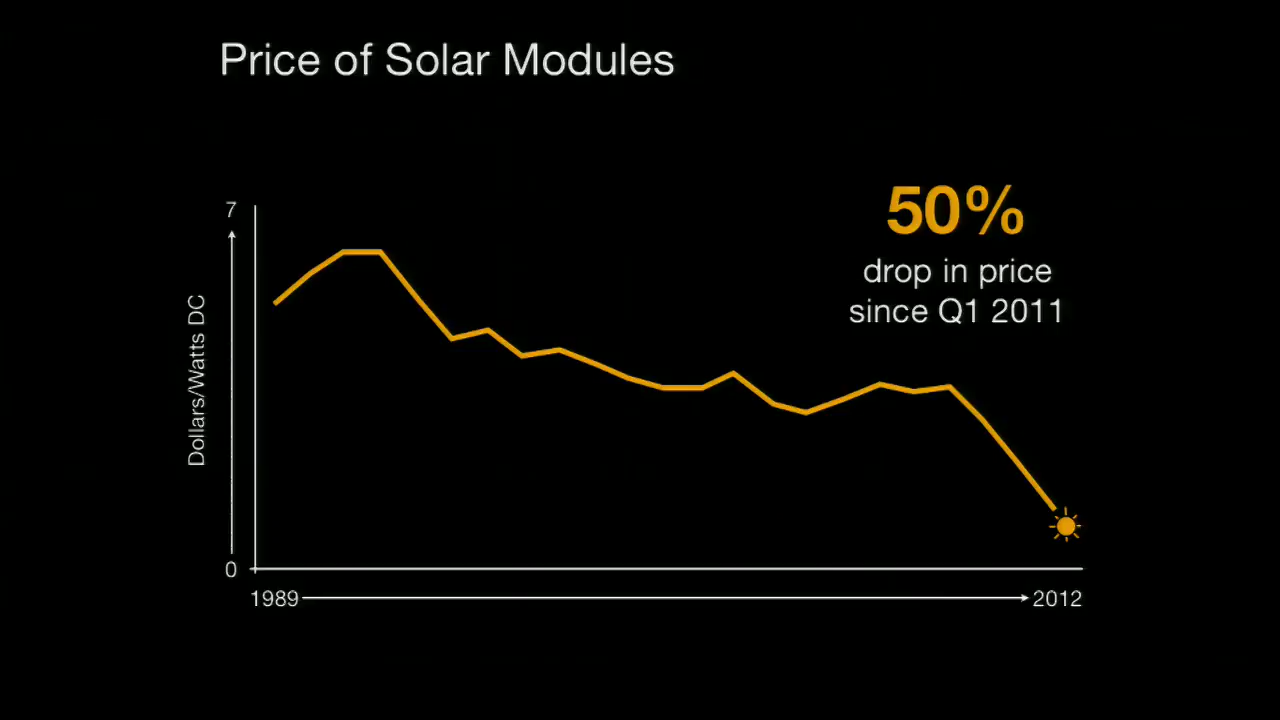 Price of Solar Modules
50%
drop in price
since Q1 2011
7
Dollars/Watts DC
0
1989
2012